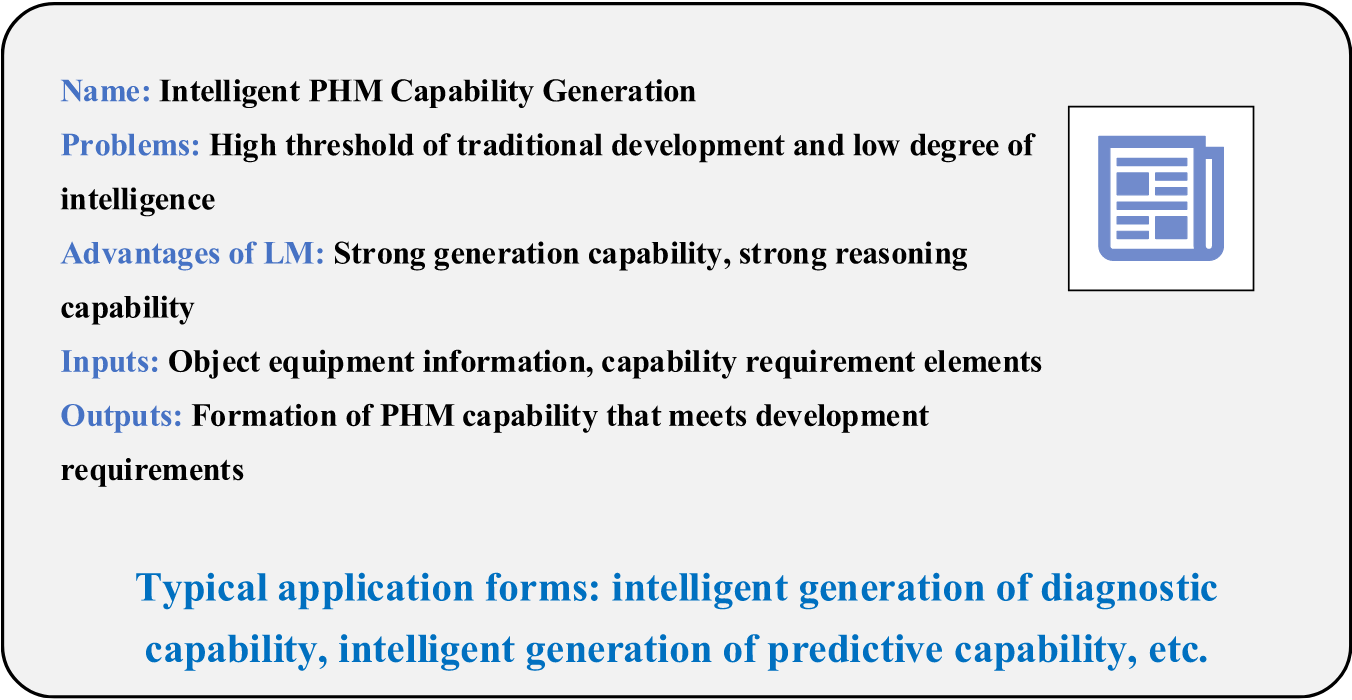 Name: Intelligent PHM Capability Generation
Problems: High threshold of traditional development and low degree of
intelligence
Advantages of LM: Strong generation capability, strong reasoning
capability
Inputs: Object equipment information, capability requirement elements
Outputs: Formation of PHM capability that meets development
requirements
Typical application forms: intelligent generation of diagnostic
capability, intelligent generation of predictive capability, etc.